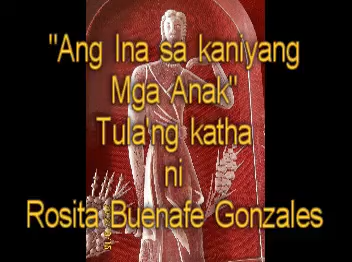 "Ang Ina sa kaniyang
Mga Anak"
Tula'ng katha
ni
Rosita Buenafe Gonzales